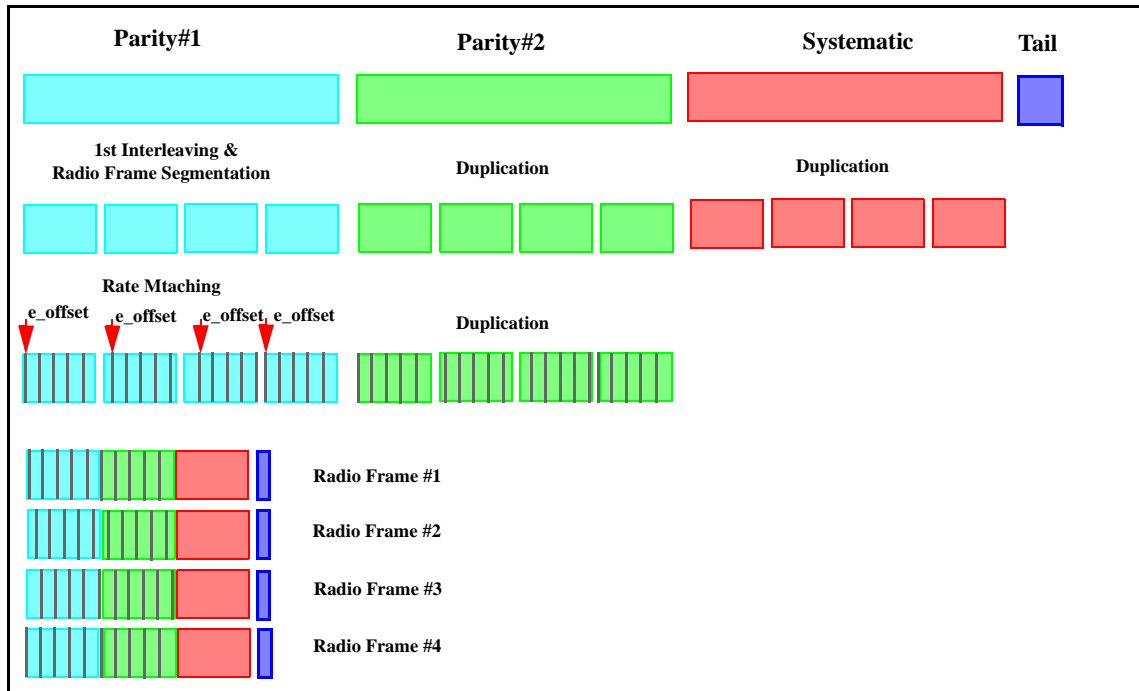 Parity#1
Parity#2
Systematic
Tail
1st Interleaving &
Radio Frame Segmentation
Duplication
Duplication
Rate Mtaching
e_offset
e_offset
e_offset
e_offset
Duplication
Radio Frame #1
Radio Frame #2
Radio Frame #3
Radio Frame #4